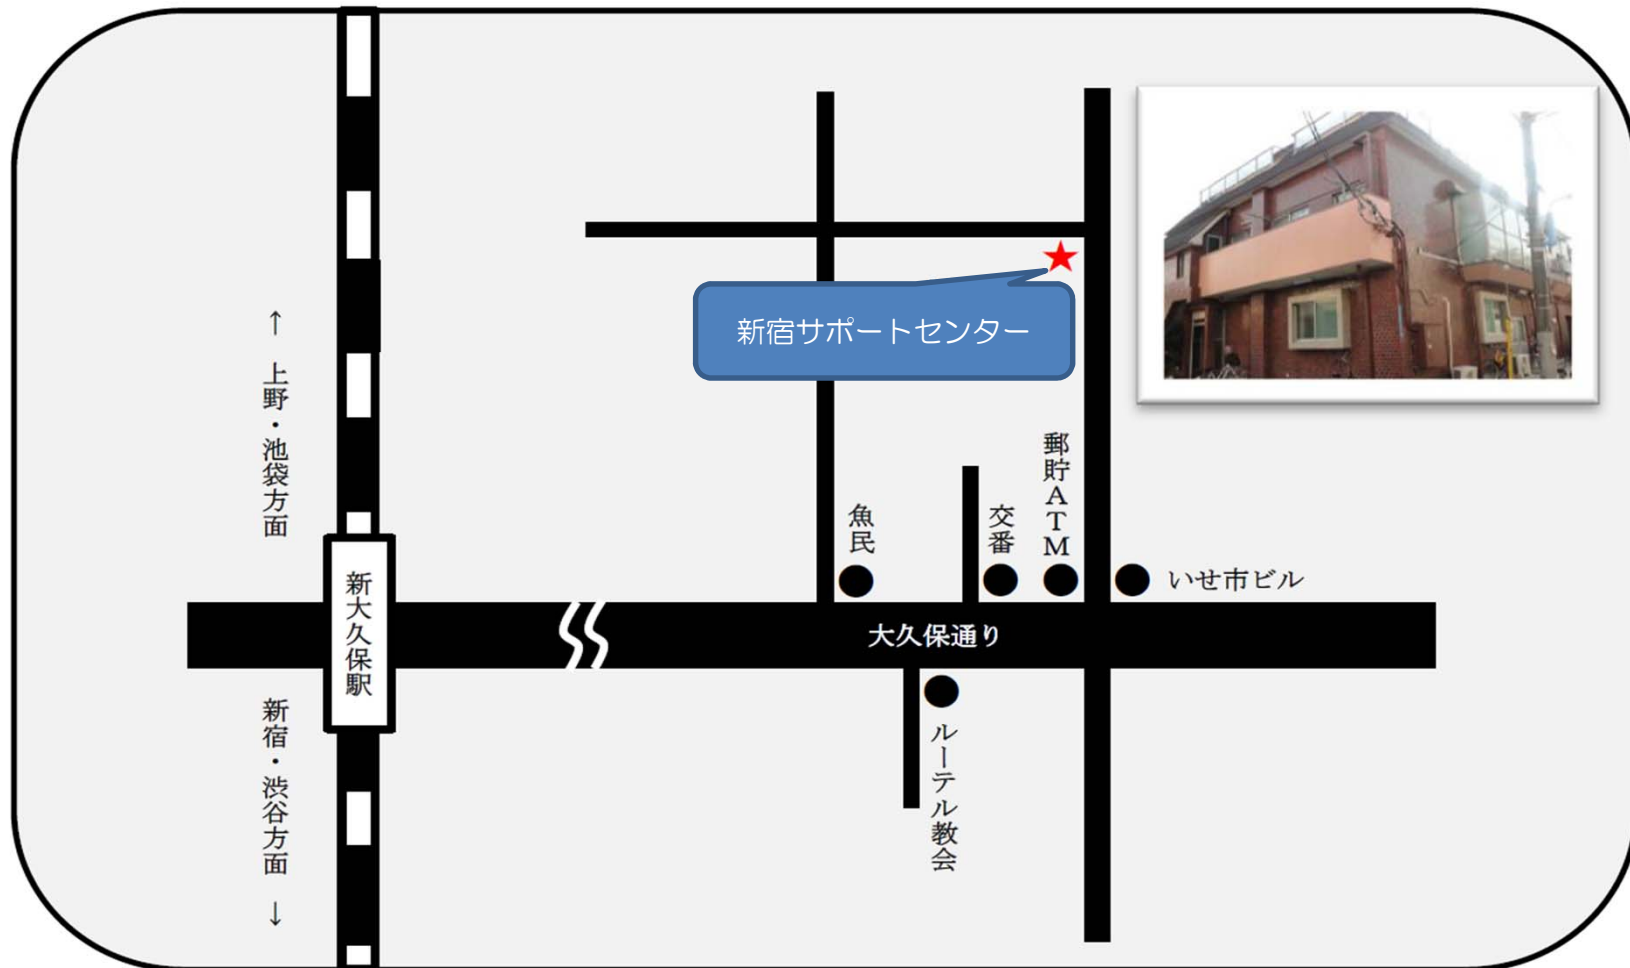 ↑ 上野・池袋方面
新大久保駅
新宿・渋谷方面 ↓
新宿サポートセンター
魚民
交番
郵貯ATM
いせ市ビル
大久保通り
ルーテル教会